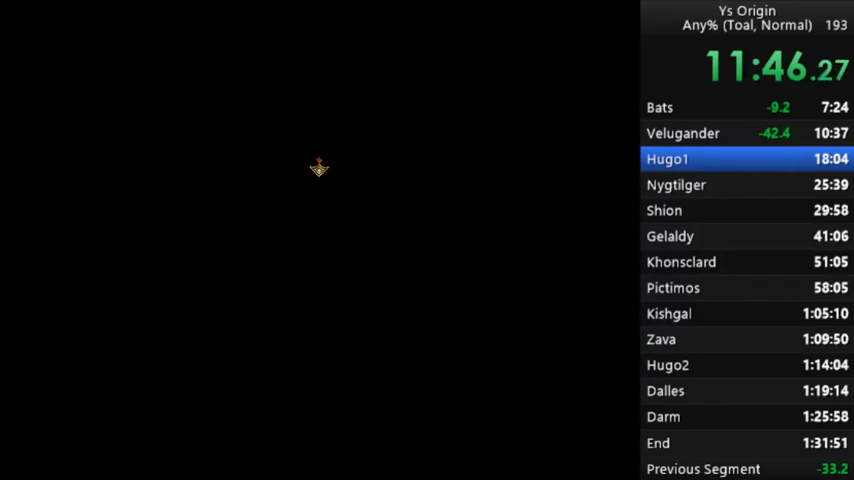 Ys Origin
Any% (Toal, Normal) 193
11:46.27
Bats -9.2 7:24
Velugander -42.4 10:37
Hugo1 18:04
Nygtilger 25:39
Shion 29:58
Gelaldy 41:06
Khonsclard 51:05
Pictimos 58:05
Kishgal 1:05:10
Zava 1:09:50
Hugo2 1:14:04
Dalles 1:19:14
Darm 1:25:58
End 1:31:51
Previous Segment -33.2